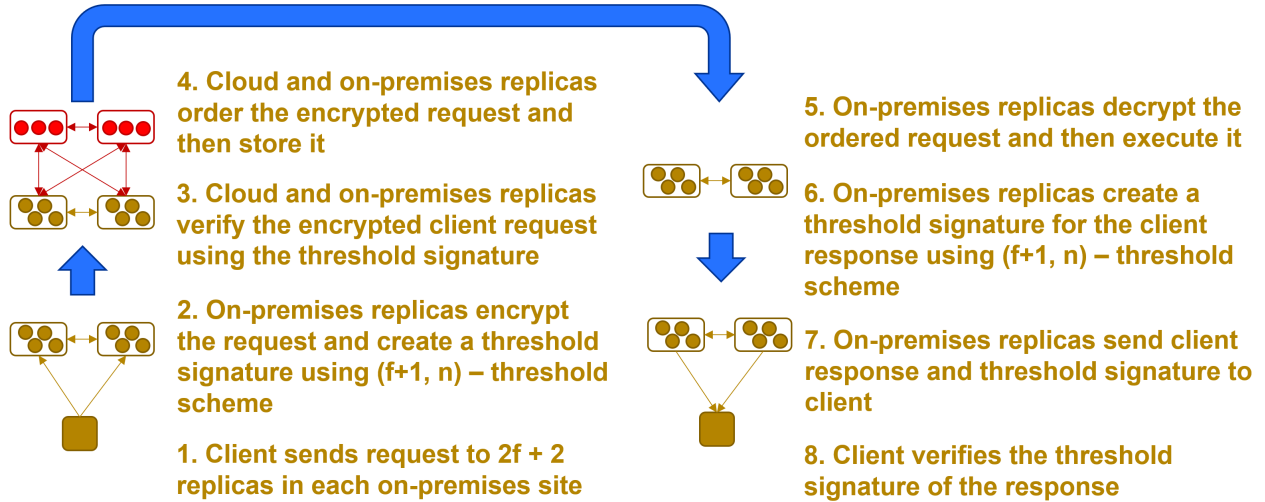 4. Cloud and on-premises replicas
order the encrypted request and
then store it
3. Cloud and on-premises replicas
verify the encrypted client request
using the threshold signature
2. On-premises replicas encrypt
the request and create a threshold
signature using (f+1, n) – threshold
scheme
1. Client sends request to 2f + 2
replicas in each on-premises site
5. On-premises replicas decrypt the
ordered request and then execute it
6. On-premises replicas create a
threshold signature for the client
response using (f+1, n) – threshold
scheme
7. On-premises replicas send client
response and threshold signature to
client
8. Client verifies the threshold
signature of the response